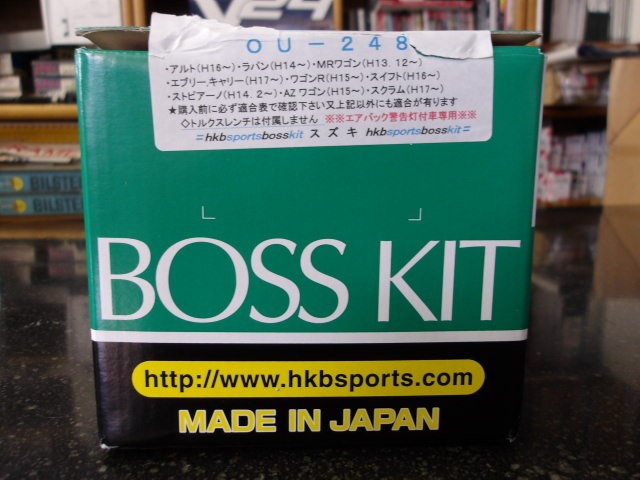 V24
OU-248
・アルト(H16〜)・ラパン(H14〜)・MRワゴン(H13. 12〜)
・エブリー,キャリー(H17〜)・ワゴンR(H15〜)・スイフト(H16〜)
・ストビアーノ(H14. 2〜)・AZ ワゴン(H15〜)・スクラム(H17〜)
★購入前に必ず適合表で確認下さい又上記以外にも適合が有ります
◇トルクスレンチは付属しません ※※エアバック警告灯付車専用※※
=hkbsportsbosskit スズキ hkbsportsbosskit=
BILSTE
BILSTE
BOSS KIT
http://www.hkbsports.com
MADE IN JAPAN